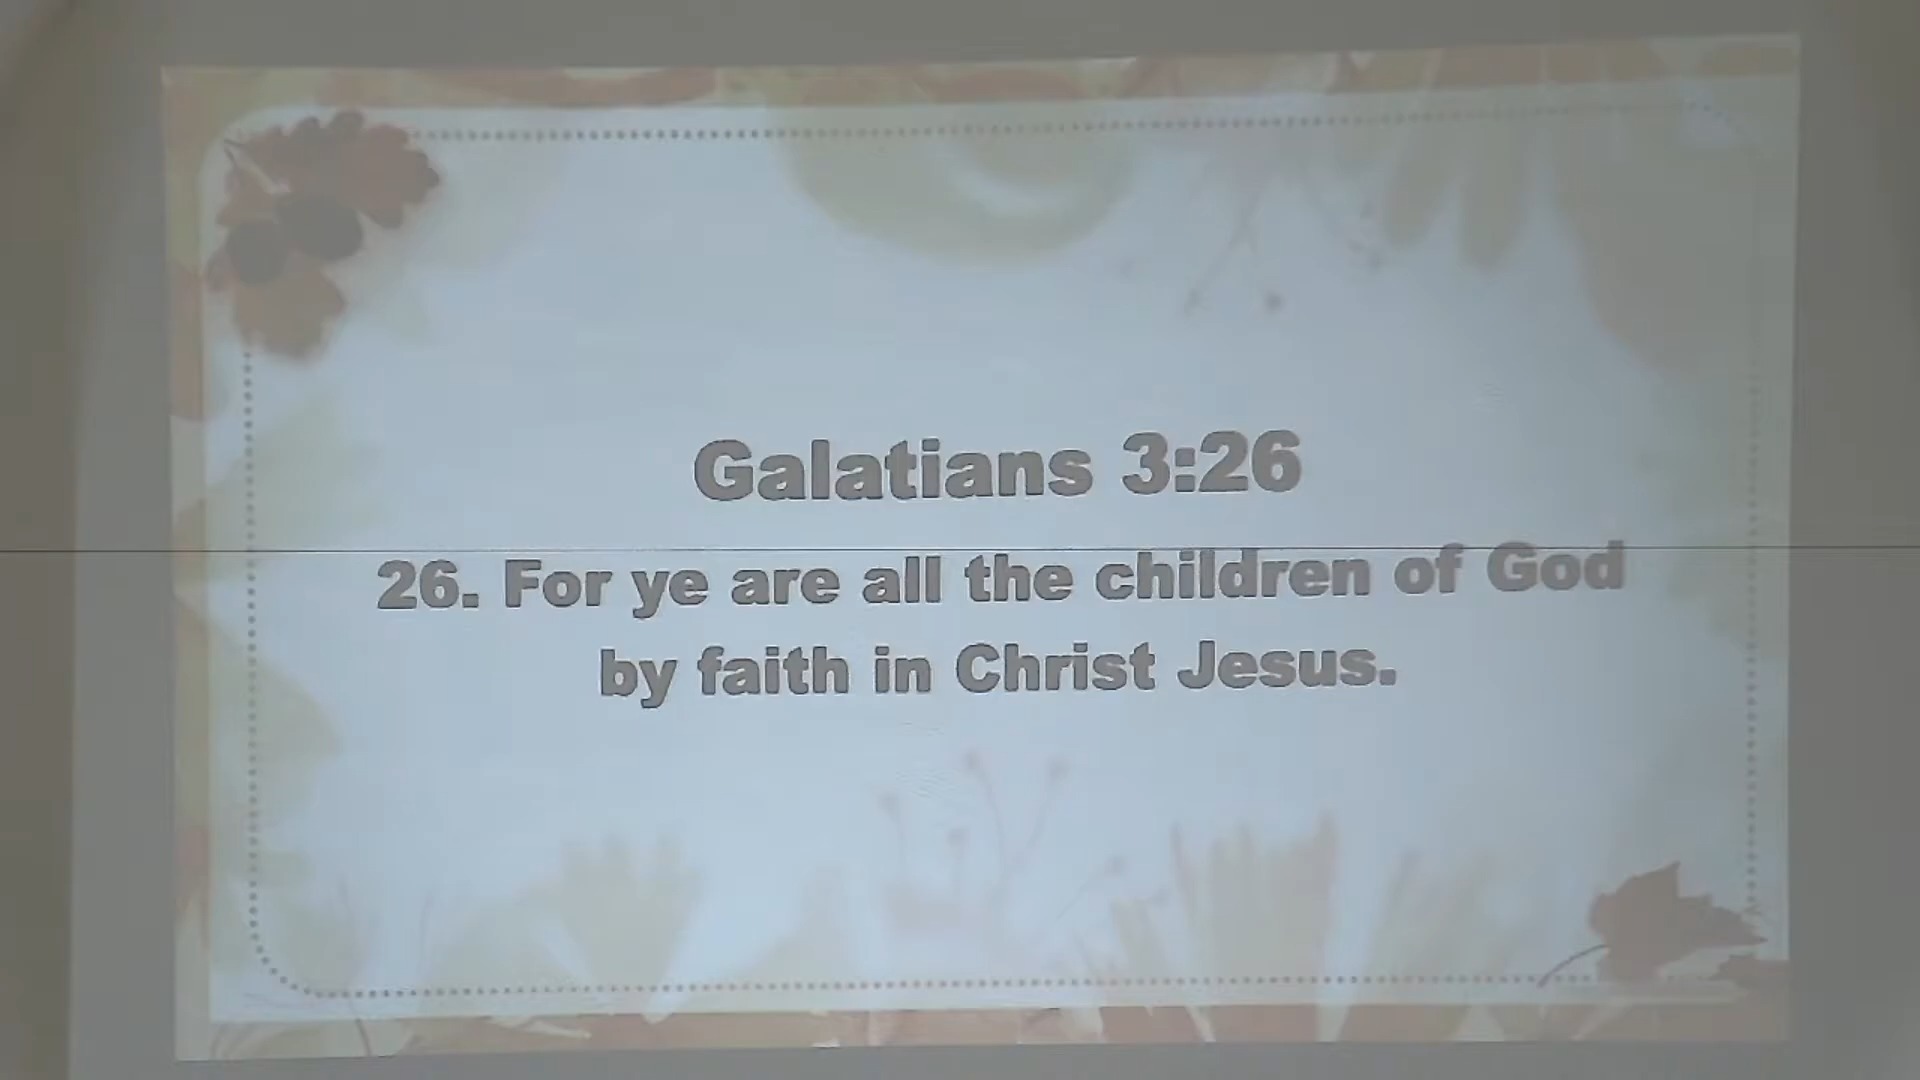 Galatians 3:26
26. For ye are all the children of God
by faith in Christ Jesus.